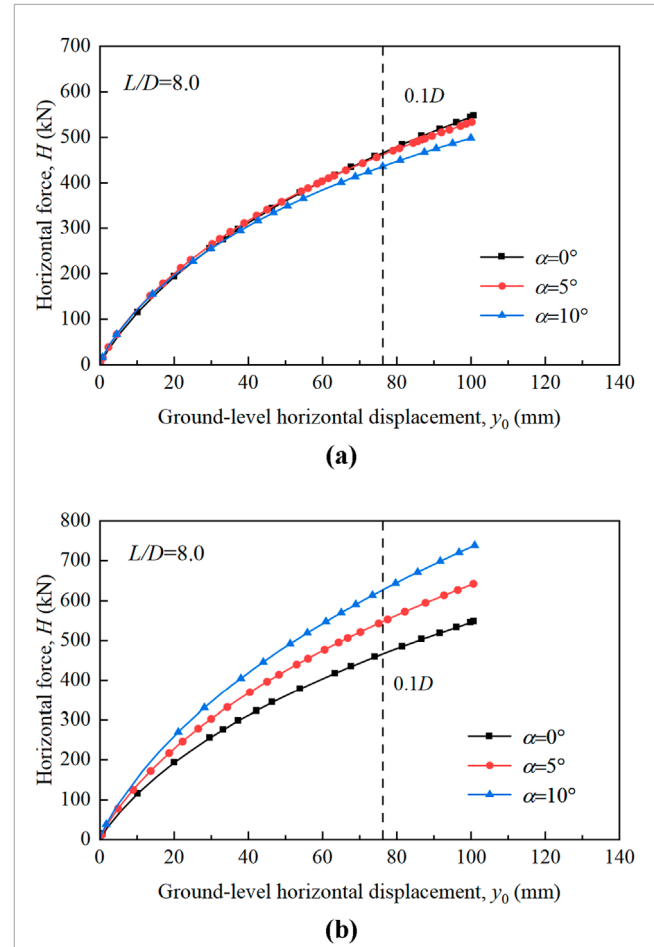 700
600
500
400
300
200
100
0
Horizontal force, H (kN)
L/D=8.0
0.1D
α=0°
α=5°
α=10°
0 20 40 60 80 100 120 140
Ground-level horizontal displacement, y₀ (mm)
(a)
800
700
600
500
400
300
200
100
0
Horizontal force, H (kN)
L/D=8.0
0.1D
α=0°
α=5°
α=10°
0 20 40 60 80 100 120 140
Ground-level horizontal displacement, y₀ (mm)
(b)